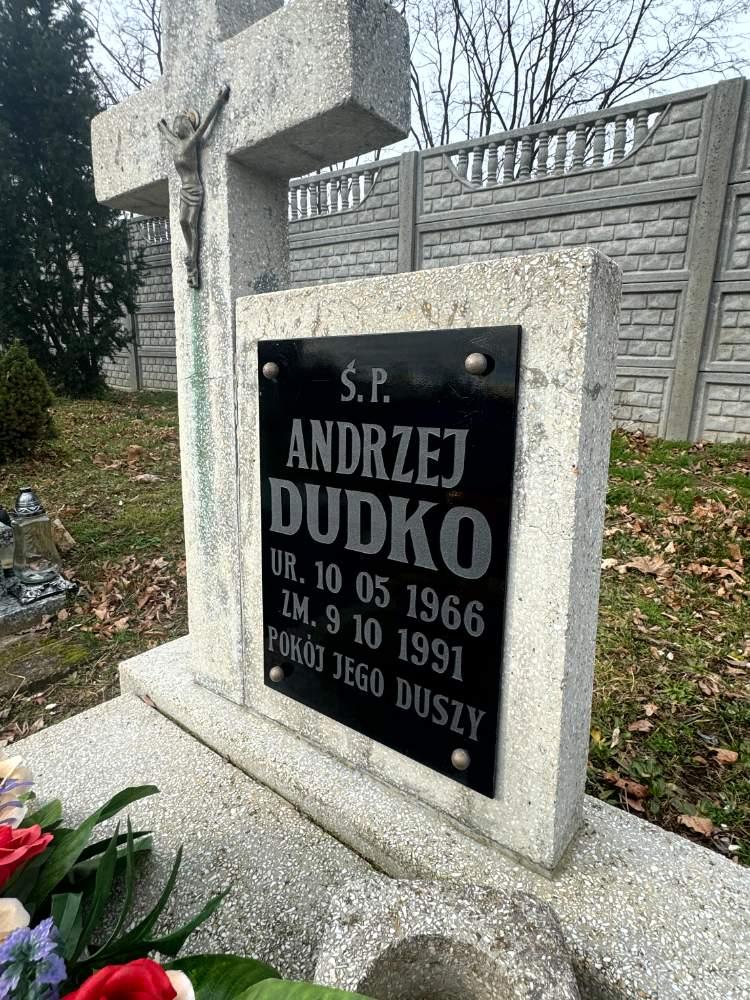 Ś. P.
ANDRZEJ
DUDKO
UR. 10 05 1966
ZM. 9 10 1991
POKÓJ JEGO DUSZY